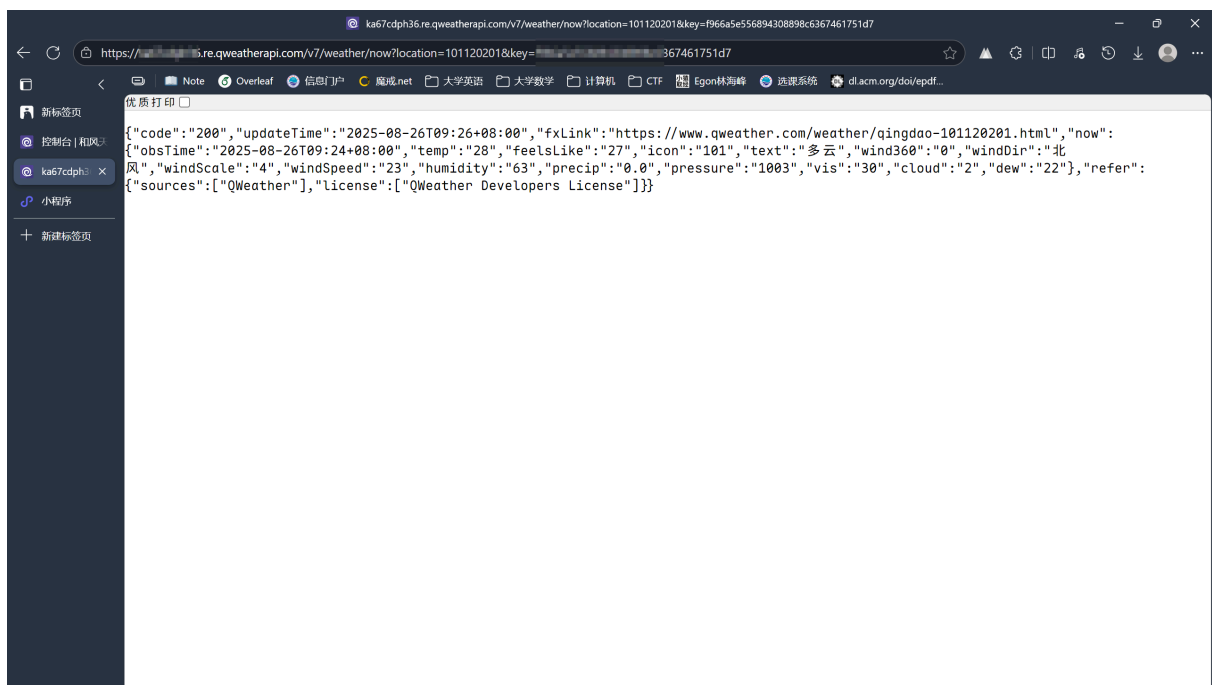 ka67cdph36.re.qweatherapi.com/v7/weather/now?location=101120201&key=f966a5e556894308898c6367461751d7
https://
.re.qweatherapi.com/v7/weather/now?location=101120201&key=
367461751d7
Note Overleaf 信息门户 魔戒.net 大学英语 大学数学 计算机 CTF Egon林海峰 选课系统 dl.acm.org/doi/epdf...
新标签页
控制台 | 和风天
ka67cdph3
小程序
新建标签页
优质打印
{"code":"200","updateTime":"2025-08-26T09:26+08:00","fxLink":"https://www.qweather.com/weather/qingdao-101120201.html","now":
{"obsTime":"2025-08-26T09:24+08:00","temp":"28","feelsLike":"27","icon":"101","text":"多云","wind360":"0","windDir":"北
风","windScale":"4","windSpeed":"23","humidity":"63","precip":"0.0","pressure":"1003","vis":"30","cloud":"2","dew":"22"},"refer":
{"sources":["QWeather"],"license":["QWeather Developers License"]}}